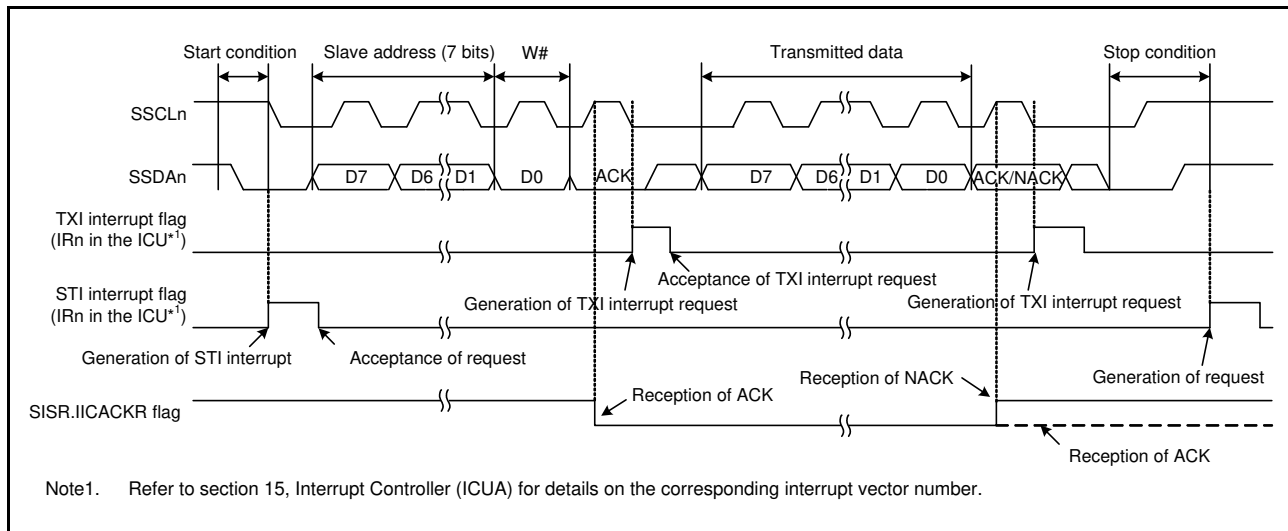 Start condition
Slave address (7 bits)
W#
Transmitted data
Stop condition
SSCLn
SSDAn
D7
D6
D1
D0
ACK
D7
D6
D1
D0
ACK/NACK
TXI interrupt flag
(IRn in the ICU*1)
Acceptance of TXI interrupt request
Generation of TXI interrupt request
Generation of TXI interrupt request
STI interrupt flag
(IRn in the ICU*1)
Generation of STI interrupt
Acceptance of request
Generation of request
Reception of ACK
Reception of NACK
SISR.IICACKR flag
Reception of ACK
Note1. Refer to section 15, Interrupt Controller (ICUA) for details on the corresponding interrupt vector number.